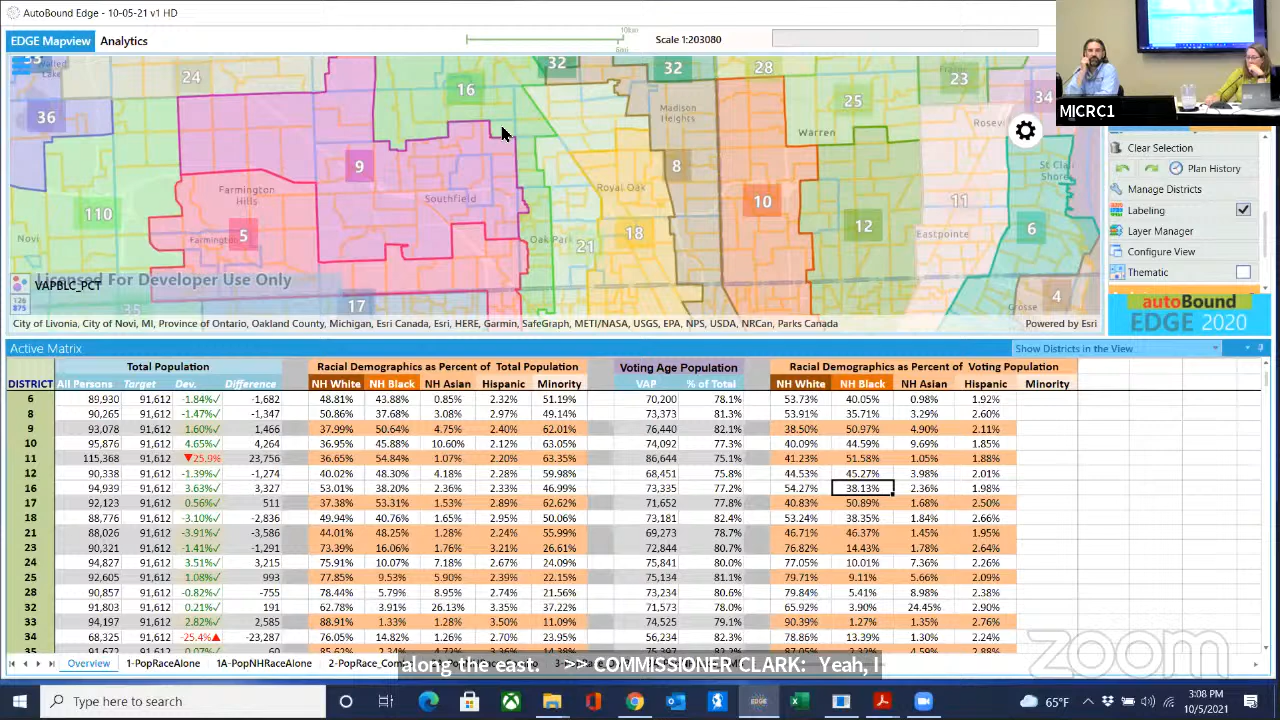 AutoBound Edge - 10-05-21 v1 HD
EDGE Mapview Analytics
10km
6mi
Scale 1:203080
MICRC1
24
16
32
32
28
23
34
36
25
Madison
Heights
Warren
St Clair
Shores
9
8
Farmington
Hills
Southfield
Royal Oak
10
11
110
Novi
5
Farmington
Oak Park
21
18
12
Eastpointe
6
17
4
Grosse
Licensed For Developer Use Only
VAPBLC_PCT
City of Livonia, City of Novi, MI, Province of Ontario, Oakland County, Michigan, Esri Canada, Esri, HERE, Garmin, SafeGraph, METI/NASA, USGS, EPA, NPS, USDA, NRCan, Parks Canada
Powered by Esri
Clear Selection
Plan History
Manage Districts
Labeling
Layer Manager
Configure View
Thematic
autoBound
EDGE 2020
Active Matrix
Show Districts in the View
Total Population Racial Demographics as Percent of Total Population Voting Age Population Racial Demographics as Percent of Voting Population
DISTRICT All Persons Target Dev. Difference NH White NH Black NH Asian Hispanic Minority VAP % of Total NH White NH Black NH Asian Hispanic Minority
6 89,930 91,612 -1.84%✓ -1,682 48.81% 43.88% 0.85% 2.32% 51.19% 70,200 78.1% 53.73% 40.05% 0.98% 1.92%
8 90,265 91,612 -1.47%✓ -1,347 50.86% 37.68% 3.08% 2.97% 49.14% 73,373 81.3% 53.91% 35.71% 3.29% 2.60%
9 93,078 91,612 1.60%✓ 1,466 37.99% 50.64% 4.75% 2.40% 62.01% 76,440 82.1% 38.50% 50.97% 4.90% 2.11%
10 95,876 91,612 4.65%✓ 4,264 36.95% 45.88% 10.60% 2.12% 63.05% 74,092 77.3% 40.09% 44.59% 9.69% 1.85%
11 115,368 91,612 ▼25.9% 23,756 36.65% 54.84% 1.07% 2.20% 63.35% 86,644 75.1% 41.23% 51.58% 1.05% 1.88%
12 90,338 91,612 -1.39%✓ -1,274 40.02% 48.30% 4.18% 2.28% 59.98% 68,451 75.8% 44.53% 45.27% 3.98% 2.01%
16 94,939 91,612 3.63%✓ 3,327 53.01% 38.20% 2.36% 2.33% 46.99% 73,335 77.2% 54.27% 38.13% 2.36% 1.98%
17 92,123 91,612 0.56%✓ 511 37.38% 53.31% 1.53% 2.89% 62.62% 71,652 77.8% 40.83% 50.89% 1.68% 2.50%
18 88,776 91,612 -3.10%✓ -2,836 49.94% 40.76% 1.65% 2.95% 50.06% 73,181 82.4% 53.24% 38.35% 1.84% 2.66%
21 88,026 91,612 -3.91%✓ -3,586 44.01% 48.25% 1.28% 2.24% 55.99% 69,273 78.7% 46.71% 46.37% 1.45% 1.95%
23 90,321 91,612 -1.41%✓ -1,291 73.39% 16.06% 1.76% 3.21% 26.61% 72,844 80.7% 76.82% 14.43% 1.78% 2.64%
24 94,827 91,612 3.51%✓ 3,215 75.91% 10.07% 7.18% 2.67% 24.09% 75,841 80.0% 77.05% 10.01% 7.36% 2.26%
25 92,605 91,612 1.08%✓ 993 77.85% 9.53% 5.90% 2.39% 22.15% 75,134 81.1% 79.71% 9.11% 5.66% 2.09%
28 90,857 91,612 -0.82%✓ -755 78.44% 5.79% 8.95% 2.74% 21.56% 73,234 80.6% 79.84% 5.41% 8.98% 2.38%
32 91,803 91,612 0.21%✓ 191 62.78% 3.91% 26.13% 3.35% 37.22% 71,573 78.0% 65.92% 3.90% 24.45% 2.90%
33 94,197 91,612 2.82%✓ 2,585 88.91% 1.33% 1.28% 3.50% 11.09% 74,525 79.1% 90.39% 1.27% 1.35% 2.76%
34 68,325 91,612 -25.4%▲ -23,287 76.05% 14.82% 1.26% 2.70% 23.95% 56,234 82.3% 78.86% 13.39% 1.30% 2.24%
Overview 1-PopRaceAlone 1A-PopNHRaceAlone 2-PopRace_Com
along the east. >> COMMISSIONER CLARK: Yeah, I
zoom
Type here to search
65°F
3:08 PM
10/5/2021